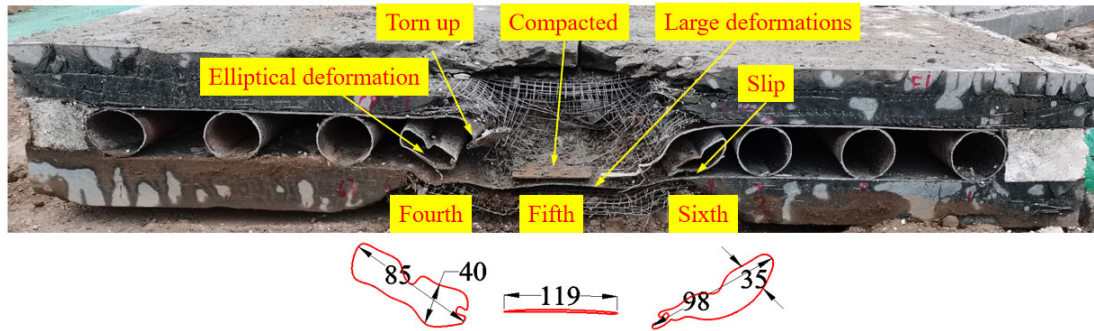 Torn up
Compacted
Large deformations
Elliptical deformation
Slip
Fourth
Fifth
Sixth
85
40
119
98
35